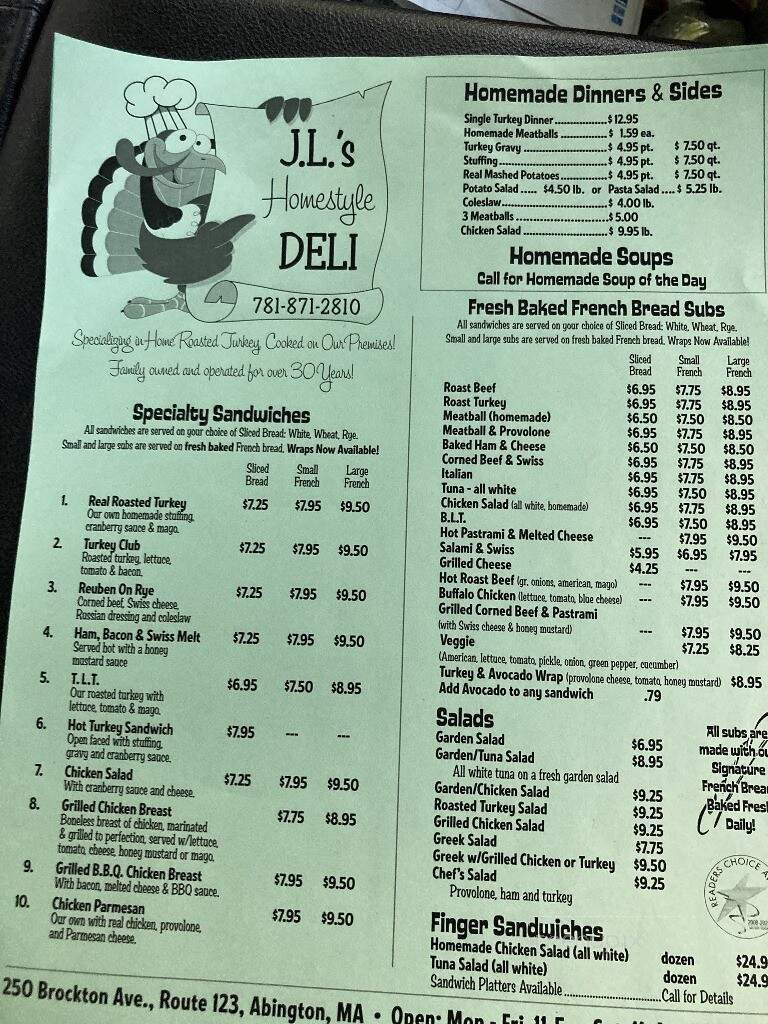 J.L.'s
Homestyle
DELI
781-871-2810
Specializing in Home Roasted Turkey, Cooked on Our Premises!
Family owned and operated for over 30 Years!
Specialty Sandwiches
All sandwiches are served on your choice of Sliced Bread: White, Wheat, Rye.
Small and large subs are served on fresh baked French bread, Wraps Now Available!
Sliced Bread Small French Large French
1. Real Roasted Turkey $7.25 $7.95 $9.50
Our own homemade stuffing,
cranberry sauce & mayo.
2. Turkey Club $7.25 $7.95 $9.50
Roasted turkey, lettuce,
tomato & bacon.
3. Reuben On Rye $7.25 $7.95 $9.50
Corned beef, Swiss cheese,
Russian dressing and coleslaw
4. Ham, Bacon & Swiss Melt $7.25 $7.95 $9.50
Served hot with a honey
mustard sauce
5. T.L.T. $6.95 $7.50 $8.95
Our roasted turkey with
lettuce, tomato & mayo.
6. Hot Turkey Sandwich $7.95 --- ---
Open faced with stuffing,
gravy and cranberry sauce.
7. Chicken Salad $7.25 $7.95 $9.50
With cranberry sauce and cheese.
8. Grilled Chicken Breast $7.75 $8.95
Boneless breast of chicken, marinated
& grilled to perfection, served w/lettuce,
tomato, cheese, honey mustard or mayo.
9. Grilled B.B.Q. Chicken Breast $7.95 $9.50
With bacon, melted cheese & BBQ sauce.
10. Chicken Parmesan $7.95 $9.50
Our own with real chicken, provolone,
and Parmesan cheese.
Homemade Dinners & Sides
Single Turkey Dinner ............... $12.95
Homemade Meatballs ............ $ 1.59 ea.
Turkey Gravy ..................... $ 4.95 pt. $ 7.50 qt.
Stuffing........................... $ 4.95 pt. $ 7.50 qt.
Real Mashed Potatoes........... $ 4.95 pt. $ 7.50 qt.
Potato Salad ..... $4.50 lb. or Pasta Salad .... $ 5.25 lb.
Coleslaw........................... $ 4.00 lb.
3 Meatballs ....................... $5.00
Chicken Salad .................... $ 9.95 lb.
Homemade Soups
Call for Homemade Soup of the Day
Fresh Baked French Bread Subs
All sandwiches are served on your choice of Sliced Bread: White, Wheat, Rye.
Small and large subs are served on fresh baked French bread. Wraps Now Available!
Sliced Bread Small French Large French
Roast Beef $6.95 $7.75 $8.95
Roast Turkey $6.95 $7.75 $8.95
Meatball (homemade) $6.50 $7.50 $8.50
Meatball & Provolone $6.95 $7.75 $8.95
Baked Ham & Cheese $6.50 $7.50 $8.50
Corned Beef & Swiss $6.95 $7.75 $8.95
Italian $6.95 $7.75 $8.95
Tuna - all white $6.95 $7.50 $8.95
Chicken Salad (all white, homemade) $6.95 $7.75 $8.95
B.L.T. $6.95 $7.50 $8.95
Hot Pastrami & Melted Cheese --- $7.95 $9.50
Salami & Swiss $5.95 $6.95 $7.95
Grilled Cheese $4.25 --- ---
Hot Roast Beef (gr. onions, american, mayo) --- $7.95 $9.50
Buffalo Chicken (lettuce, tomato, blue cheese) --- $7.95 $9.50
Grilled Corned Beef & Pastrami
(with Swiss cheese & honey mustard) --- $7.95 $9.50
Veggie $7.25 $8.25
(American, lettuce, tomato, pickle, onion, green pepper, cucumber)
Turkey & Avocado Wrap (provolone cheese, tomato, honey mustard) $8.95
Add Avocado to any sandwich .79
Salads
Garden Salad $6.95
Garden/Tuna Salad $8.95
All white tuna on a fresh garden salad
Garden/Chicken Salad $9.25
Roasted Turkey Salad $9.25
Grilled Chicken Salad $9.25
Greek Salad $7.75
Greek w/Grilled Chicken or Turkey $9.50
Chef's Salad $9.25
Provolone, ham and turkey
All subs are
made with
Signature
French
Baked
Daily!
READERS CHOICE
Finger Sandwiches
Homemade Chicken Salad (all white) dozen $24.9
Tuna Salad (all white) dozen $24.9
Sandwich Platters Available ........................Call for Details
250 Brockton Ave., Route 123, Abington, MA • Open: Mon - Fri